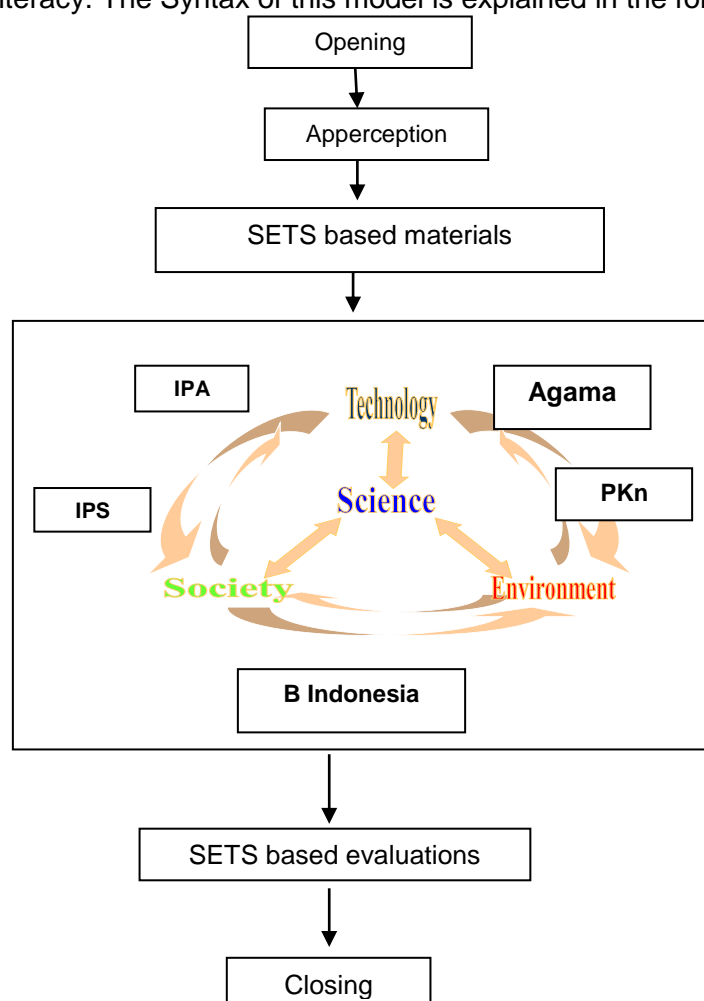 iteracy. The Syntax of this model is explained in the fo
Opening
Apperception
SETS based materials
IPA
Agama
Technology
PKn
Science
IPS
Society
Environment
B Indonesia
SETS based evaluations
Closing